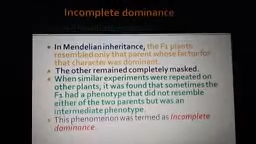 Incomplete dominance
In Mendelian inheritance, the F1 plants
resembled only that parent whose factor for
that character was dominant.
The other remained completely masked.
When similar experiments were repeated on
other plants, it was found that sometimes the
F1 had a phenotype that did not resemble
either of the two parents but was an
intermediate phenotype.
This phenomenon was termed as Incomplete
dominance.